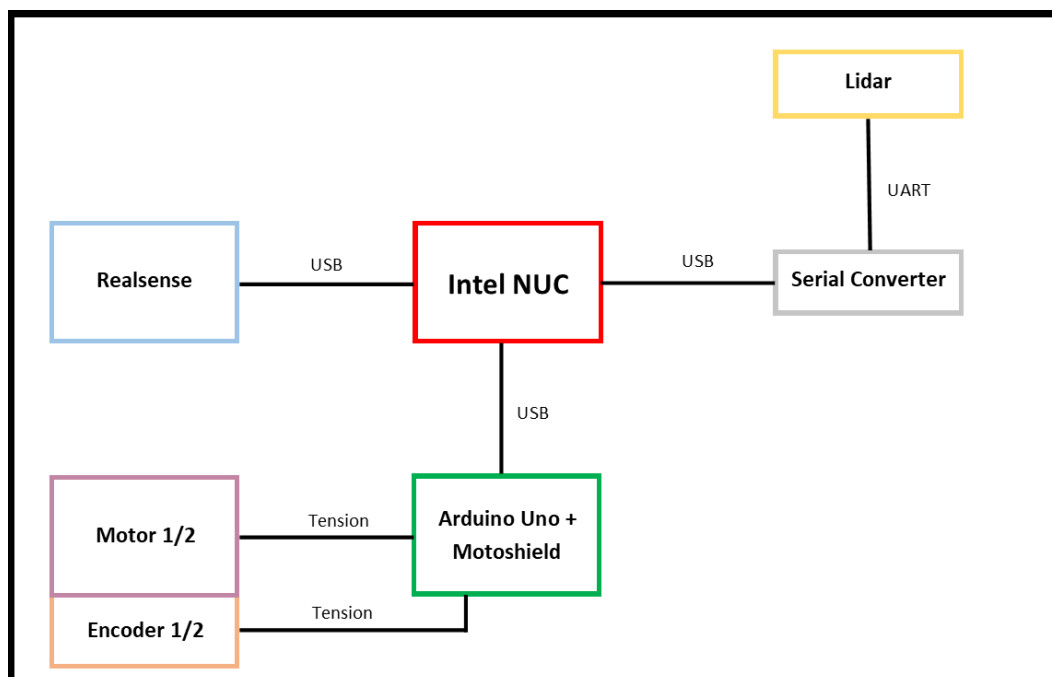 Lidar
UART
Realsense
USB
Intel NUC
USB
Serial Converter
USB
Motor 1/2
Tension
Arduino Uno +
Motoshield
Encoder 1/2
Tension